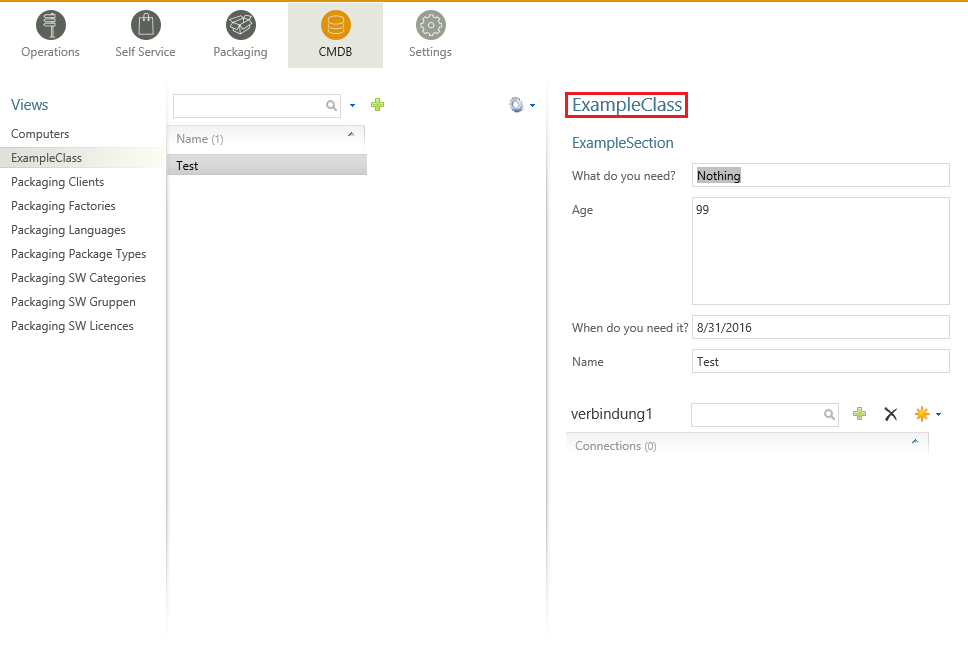 Operations
Self Service
Packaging
CMDB
Settings
Views
Computers
ExampleClass
Packaging Clients
Packaging Factories
Packaging Languages
Packaging Package Types
Packaging SW Categories
Packaging SW Gruppen
Packaging SW Licences
Name (1)
Test
ExampleClass
ExampleSection
What do you need? Nothing
Age 99
When do you need it? 8/31/2016
Name Test
verbindung1
Connections (0)